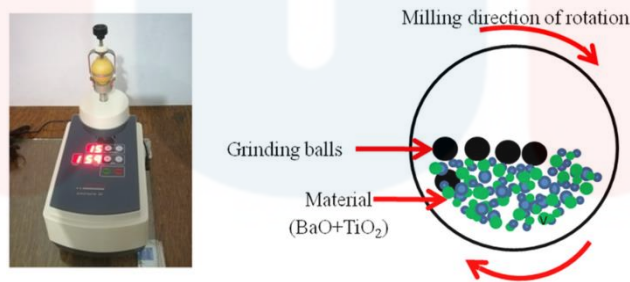 Milling direction of rotation
15
159
Grinding balls
Material
(BaO+TiO₂)